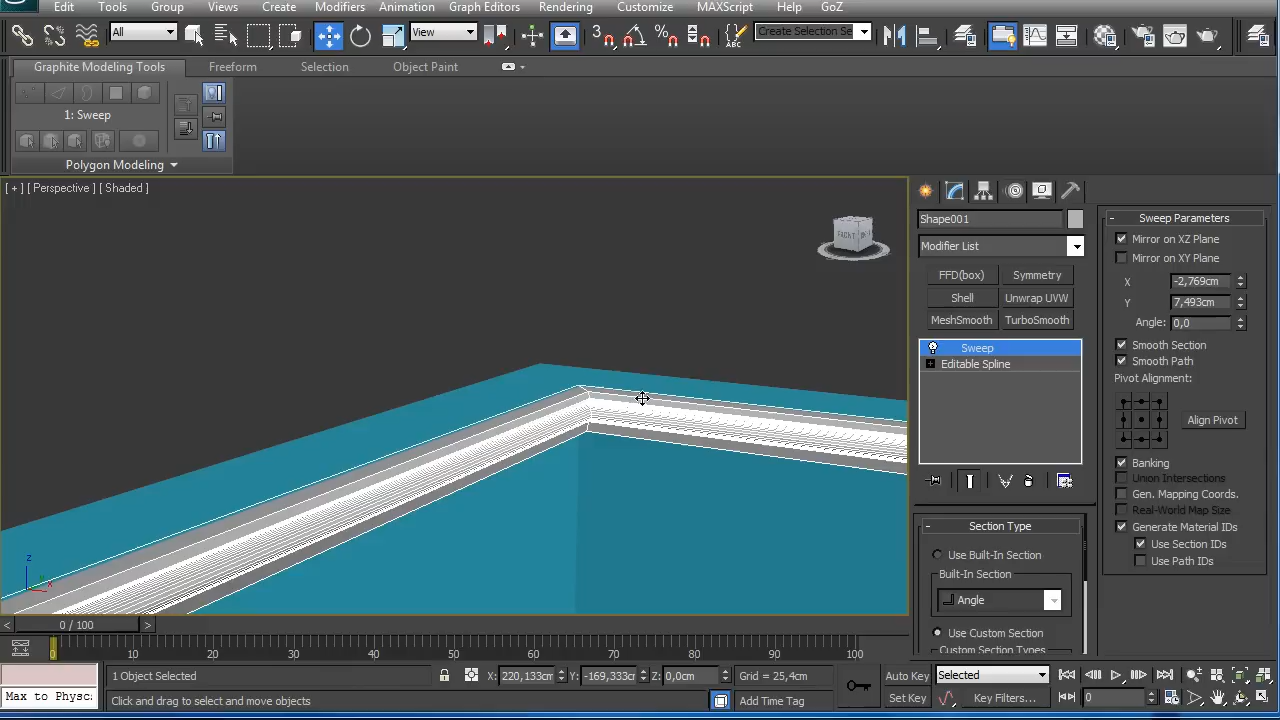 Edit Tools Group Views Create Modifiers Animation Graph Editors Rendering Customize MAXScript Help GoZ
All
View
Create Selection Se
Graphite Modeling Tools Freeform Selection Object Paint
1: Sweep
Polygon Modeling
[ + ] [ Perspective ] [ Shaded ]
FRONT
Shape001
Modifier List
FFD(box) Symmetry
Shell Unwrap UVW
MeshSmooth TurboSmooth
Sweep
Editable Spline
Section Type
Use Built-In Section
Built-In Section
Angle
Use Custom Section
Custom Section Types
Sweep Parameters
Mirror on XZ Plane
Mirror on XY Plane
X -2,769cm
Y 7,493cm
Angle: 0,0
Smooth Section
Smooth Path
Pivot Alignment:
Align Pivot
Banking
Union Intersections
Gen. Mapping Coords.
Real-World Map Size
Generate Material IDs
Use Section IDs
Use Path IDs
z
x
0 / 100
0 10 20 30 40 50 60 70 80 90 100
1 Object Selected
X: 220,133cm Y: -169,333cm Z: 0,0cm
Grid = 25,4cm
Auto Key
Selected
Max to Physc
Click and drag to select and move objects
Add Time Tag
Set Key
Key Filters...
0